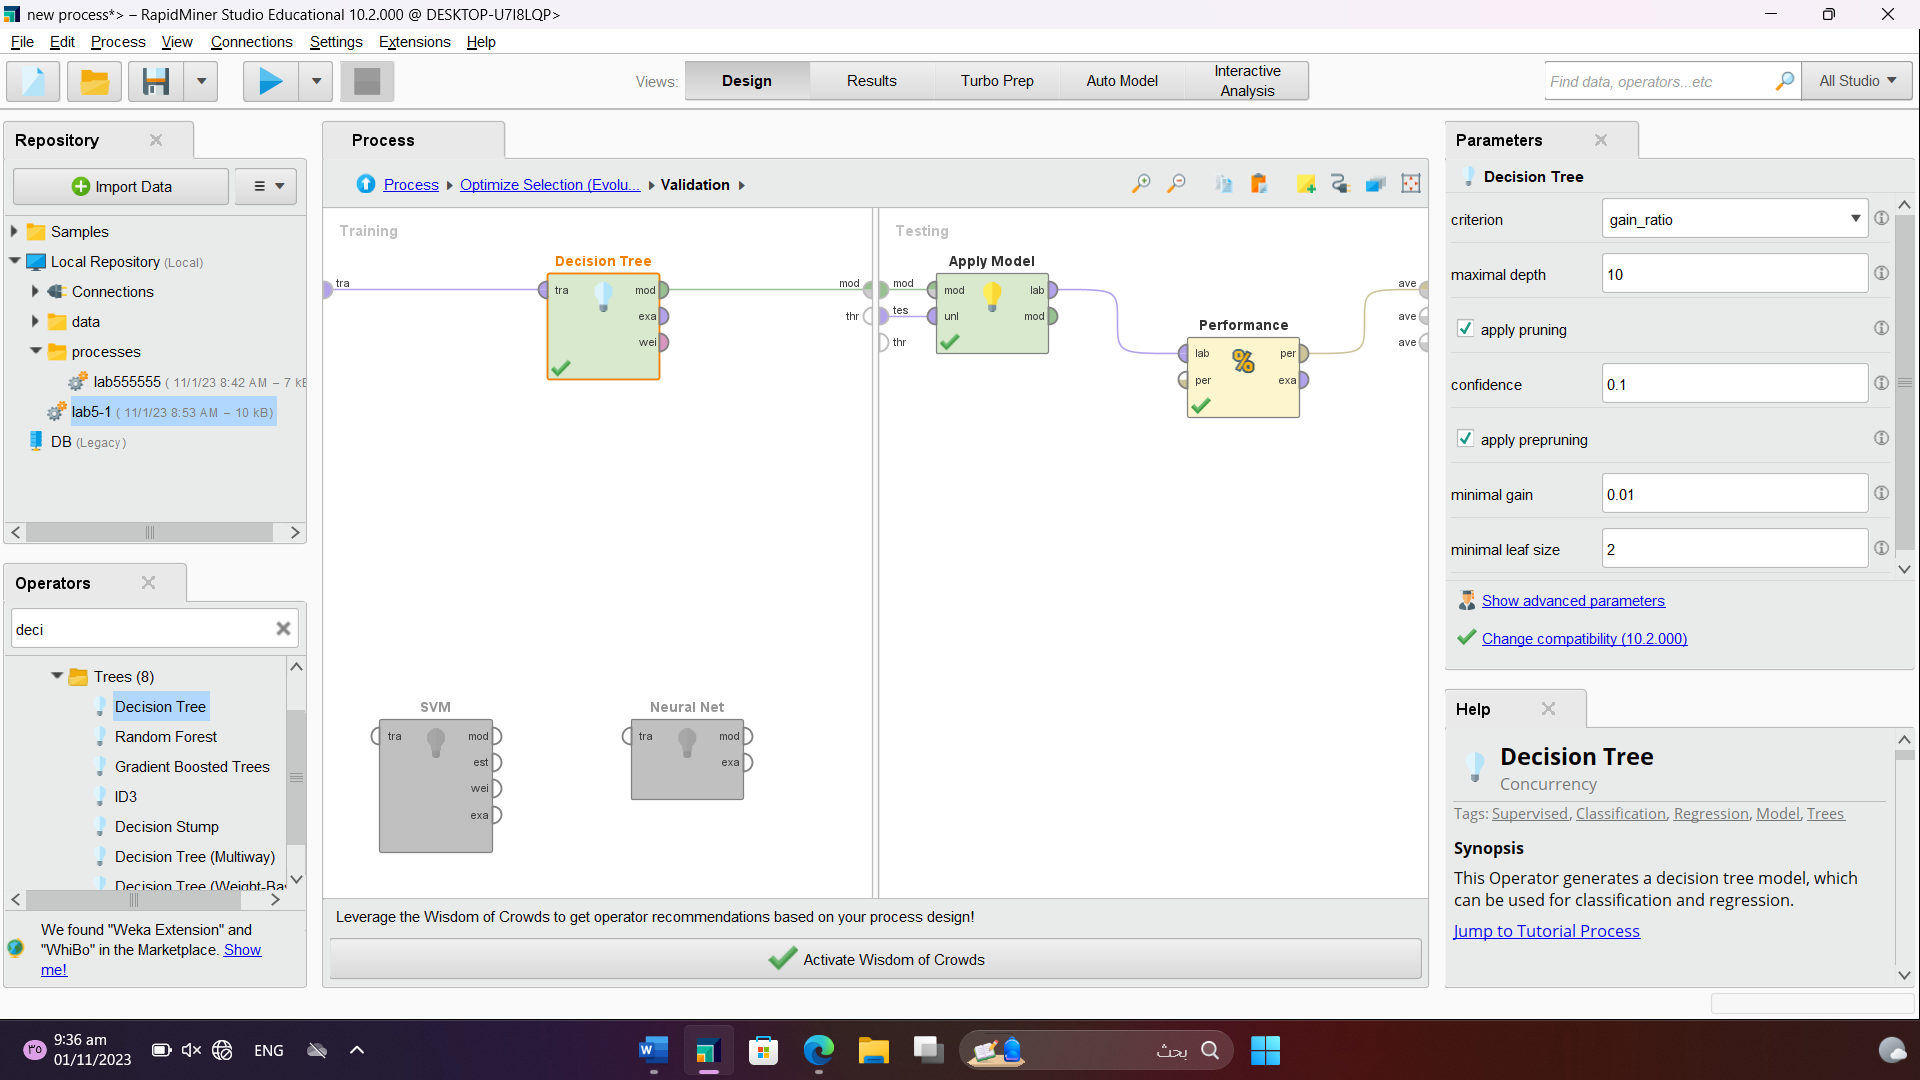 new process*> – RapidMiner Studio Educational 10.2.000 @ DESKTOP-U7I8LQP>
File Edit Process View Connections Settings Extensions Help
Views: Design Results Turbo Prep Auto Model Interactive Analysis
Find data, operators...etc
All Studio
Repository
Import Data
Samples
Local Repository (Local)
Connections
data
processes
lab555555 ( 11/1/23 8:42 AM – 7 kB
lab5-1 ( 11/1/23 8:53 AM – 10 kB)
DB (Legacy)
Operators
deci
Trees (8)
Decision Tree
Random Forest
Gradient Boosted Trees
ID3
Decision Stump
Decision Tree (Multiway)
Decision Tree (Weight-Ba
We found "Weka Extension" and
"WhiBo" in the Marketplace. Show
me!
Process
Process Optimize Selection (Evolu... Validation
Training
tra
Decision Tree
tra mod
exa
wei
mod
thr
SVM
tra mod
est
wei
exa
Neural Net
tra mod
exa
Testing
mod
tes
thr
Apply Model
mod lab
unl mod
Performance
lab per
per exa
ave
ave
ave
Leverage the Wisdom of Crowds to get operator recommendations based on your process design!
Activate Wisdom of Crowds
Parameters
Decision Tree
criterion gain_ratio
maximal depth 10
apply pruning
confidence 0.1
apply prepruning
minimal gain 0.01
minimal leaf size 2
Show advanced parameters
Change compatibility (10.2.000)
Help
Decision Tree
Concurrency
Tags: Supervised, Classification, Regression, Model, Trees
Synopsis
This Operator generates a decision tree model, which
can be used for classification and regression.
Jump to Tutorial Process
٣٥
9:36 am
01/11/2023
ENG
بحث